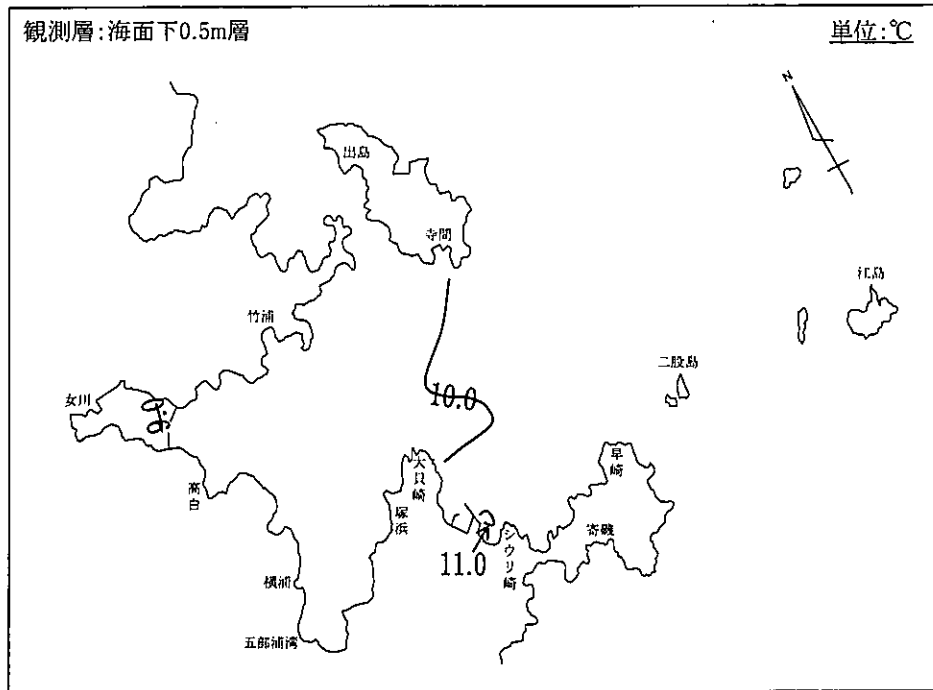 観測層:海面下0.5m層
単位:℃
N
出島
寺間
江島
竹浦
二股島
女川
10.0
大貝崎
早崎
高白
塚浜
寄磯
シウリ崎
11.0
横浦
五部浦湾